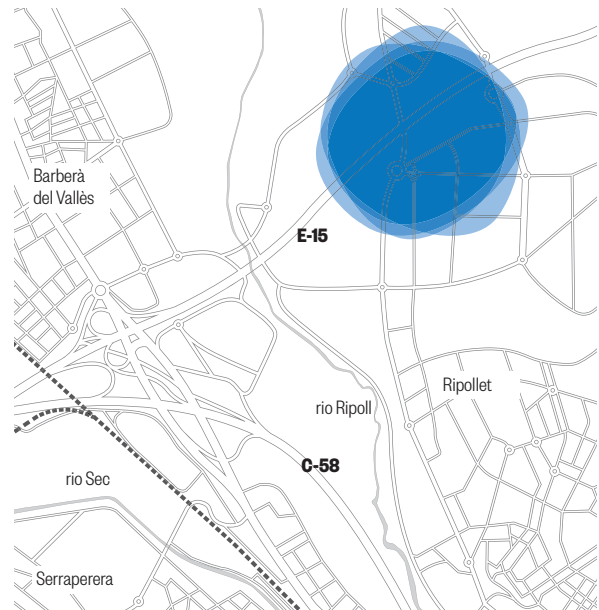 Barberà
del Vallès
E-15
Ripollet
rio Ripoll
C-58
rio Sec
Serraperera